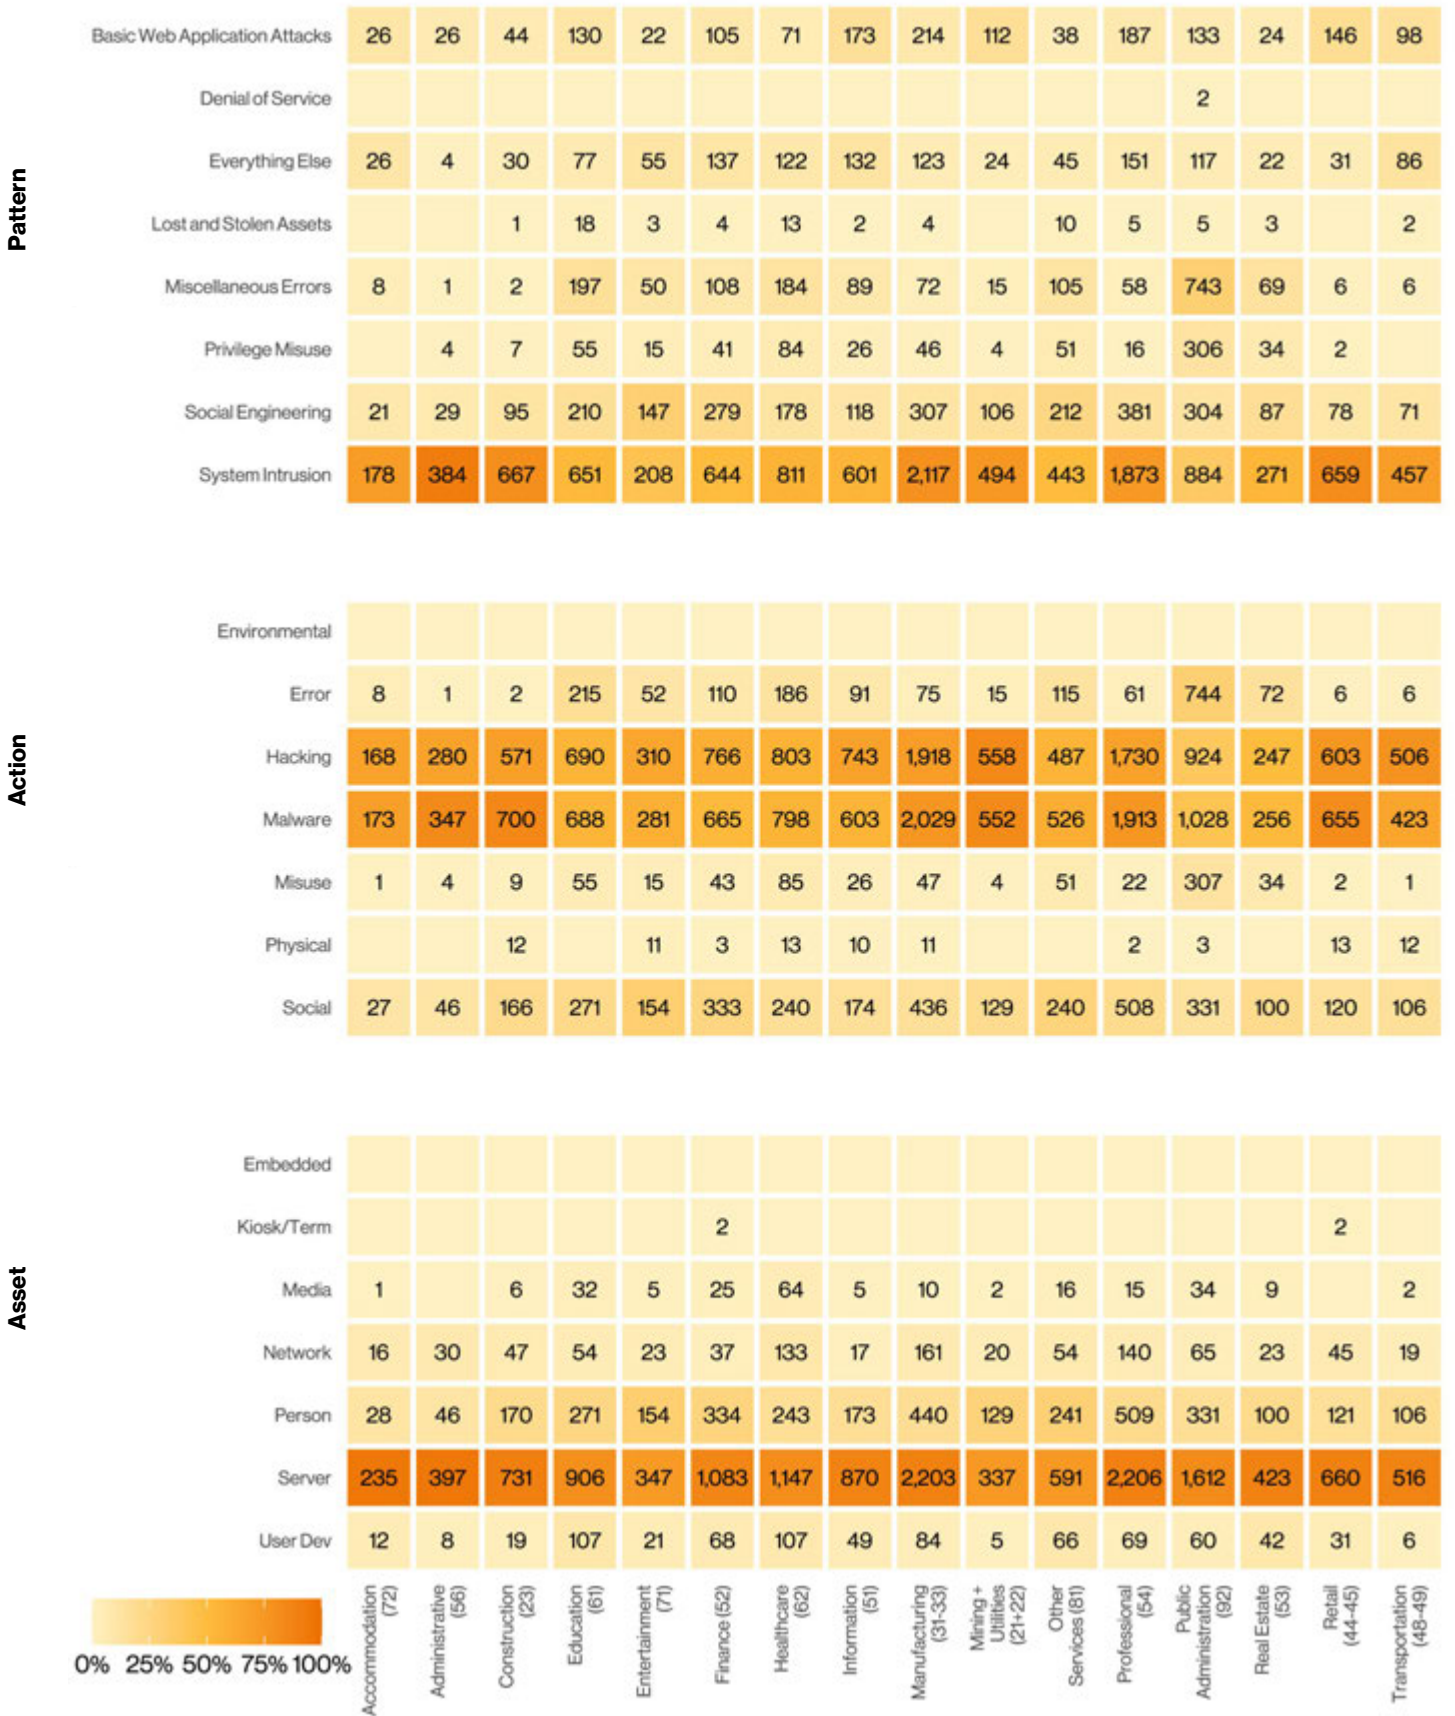 Pattern
Basic Web Application Attacks 26 26 44 130 22 105 71 173 214 112 38 187 133 24 146 98
Denial of Service 2
Everything Else 26 4 30 77 55 137 122 132 123 24 45 151 117 22 31 86
Lost and Stolen Assets 1 18 3 4 13 2 4 10 5 5 3 2
Miscellaneous Errors 8 1 2 197 50 108 184 89 72 15 105 58 743 69 6 6
Privilege Misuse 4 7 55 15 41 84 26 46 4 51 16 306 34 2
Social Engineering 21 29 95 210 147 279 178 118 307 106 212 381 304 87 78 71
System Intrusion 178 384 667 651 208 644 811 601 2,117 494 443 1,873 884 271 659 457
Action
Environmental
Error 8 1 2 215 52 110 186 91 75 15 115 61 744 72 6 6
Hacking 168 280 571 690 310 766 803 743 1,918 558 487 1,730 924 247 603 506
Malware 173 347 700 688 281 665 798 603 2,029 552 526 1,913 1,028 256 655 423
Misuse 1 4 9 55 15 43 85 26 47 4 51 22 307 34 2 1
Physical 12 11 3 13 10 11 2 3 13 12
Social 27 46 166 271 154 333 240 174 436 129 240 508 331 100 120 106
Asset
Embedded
Kiosk/Term 2 2
Media 1 6 32 5 25 64 5 10 2 16 15 34 9 2
Network 16 30 47 54 23 37 133 17 161 20 54 140 65 23 45 19
Person 28 46 170 271 154 334 243 173 440 129 241 509 331 100 121 106
Server 235 397 731 906 347 1,083 1,147 870 2,203 337 591 2,206 1,612 423 660 516
User Dev 12 8 19 107 21 68 107 49 84 5 66 69 60 42 31 6
0% 25% 50% 75% 100%
Accommodation
(72)
Administrative
(56)
Construction
(23)
Education
(61)
Entertainment
(71)
Finance (52)
Healthcare
(62)
Information
(51)
Manufacturing
(31-33)
Mining +
Utilities
(21+22)
Other
Services (81)
Professional
(54)
Public
Administration
(92)
Real Estate
(53)
Retail
(44-45)
Transportation
(48-49)